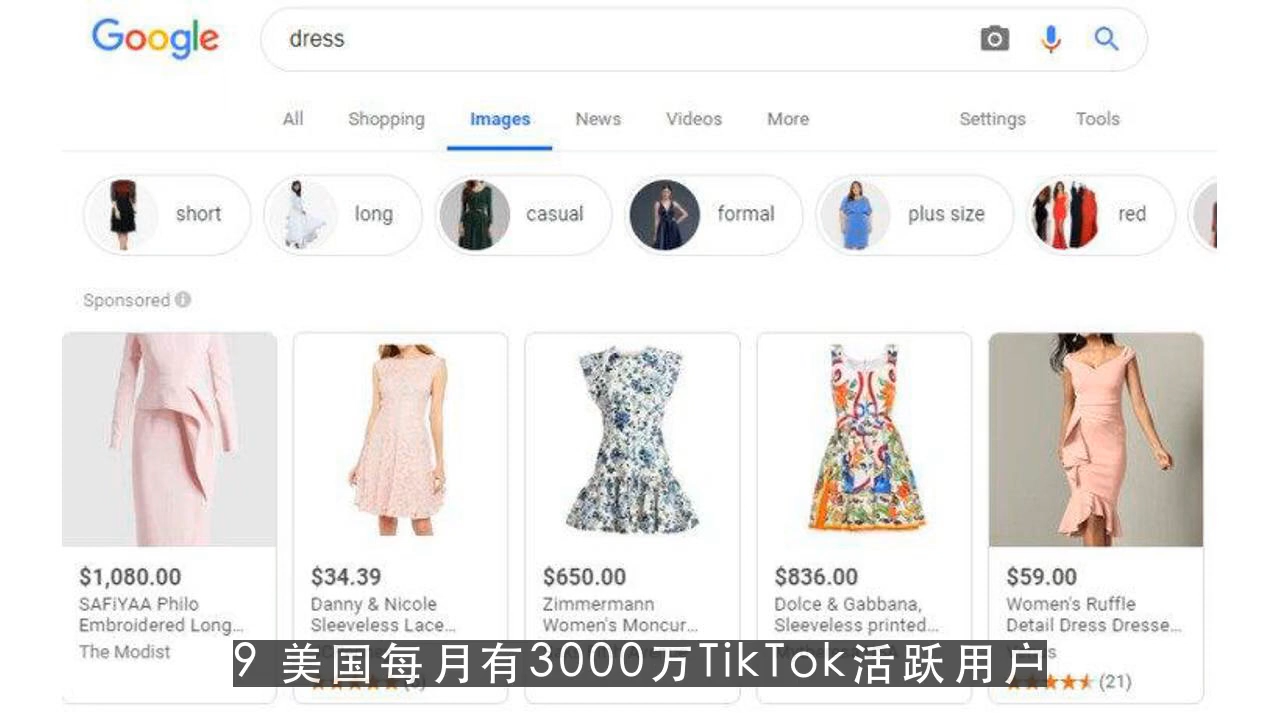 Google
dress
All Shopping Images News Videos More Settings Tools
short long casual formal plus size red
Sponsored
$1,080.00
SAFiYAA Philo
Embroidered Long...
The Modist
$34.39
Danny & Nicole
Sleeveless Lace...
$650.00
Zimmermann
Women's Moncur...
$836.00
Dolce & Gabbana,
Sleeveless printed...
$59.00
Women's Ruffle
Detail Dress Dresse...
(21)
9 美国每月有3000万TikTok活跃用户